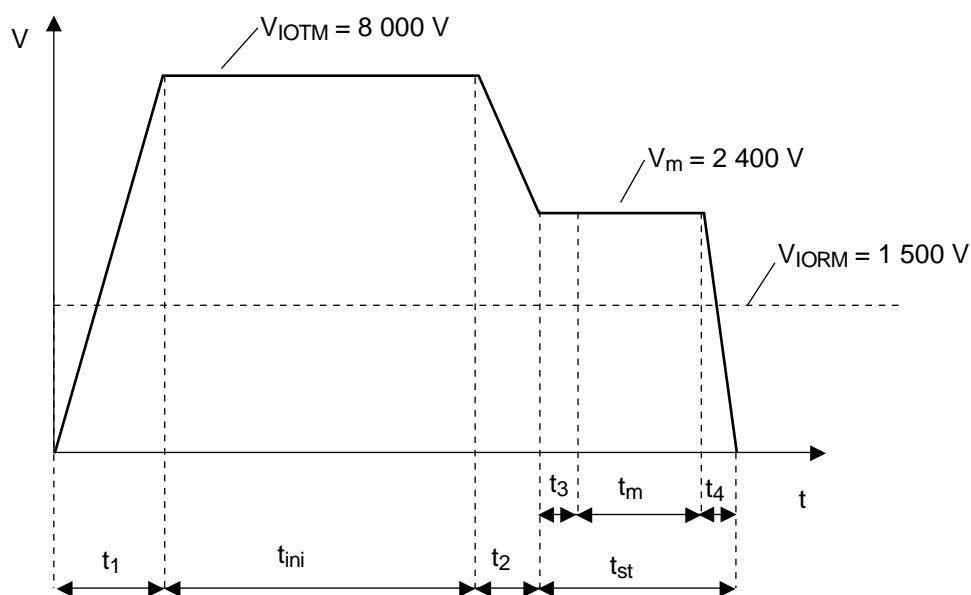 V_IOTM = 8 000 V
V
V_m = 2 400 V
V_IORM = 1 500 V
t_3 t_m t_4
t
t_1 t_ini t_2 t_st